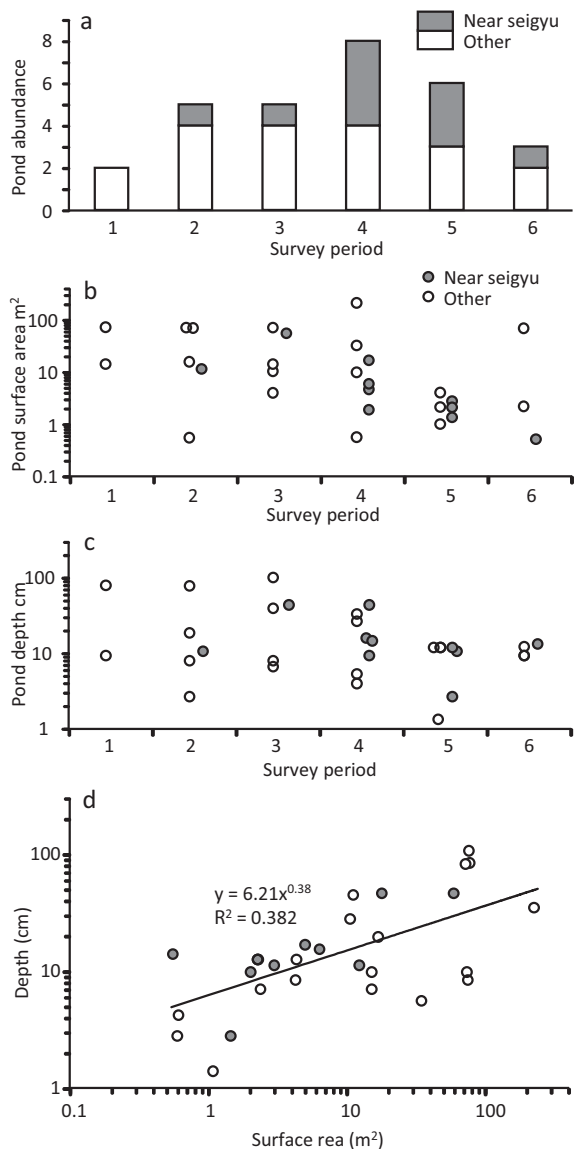 a
Near seigyu
Other
Pond abundance
8
6
4
2
0
1 2 3 4 5 6
Survey period
b
Near seigyu
Other
Pond surface area m²
100
10
1
0.1
1 2 3 4 5 6
Survey period
c
Pond depth cm
100
10
1
1 2 3 4 5 6
Survey period
d
y = 6.21x^0.38
R² = 0.382
Depth (cm)
100
10
1
0.1 1 10 100
Surface rea (m²)